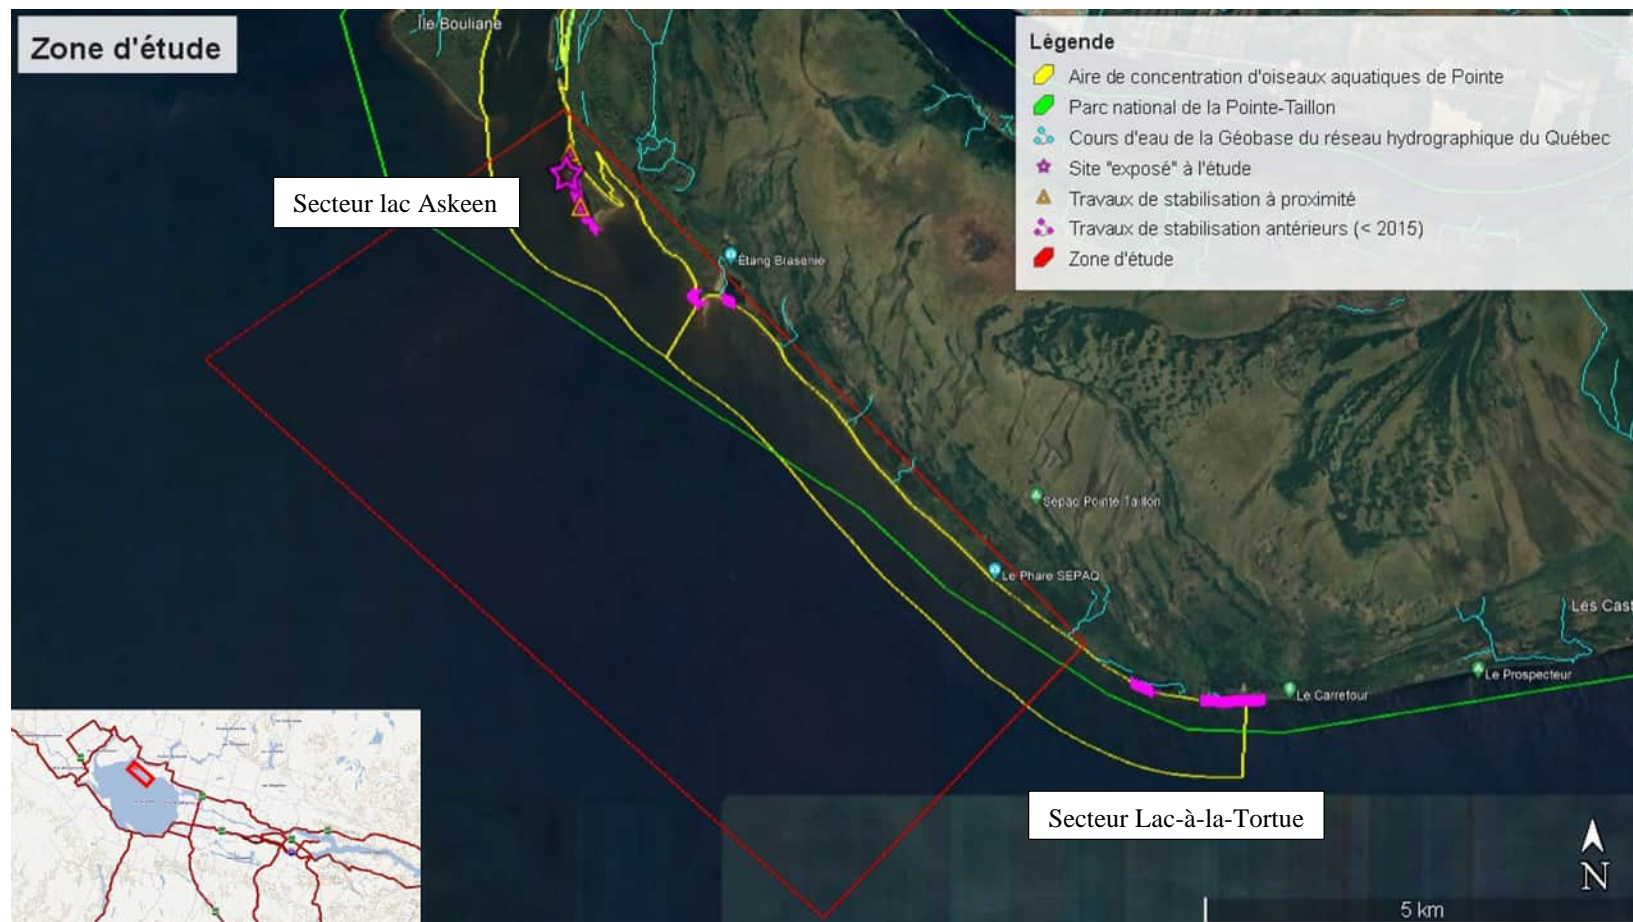 Île Bouliane
Zone d'étude
Légende
Aire de concentration d'oiseaux aquatiques de Pointe
Parc national de la Pointe-Taillon
Cours d'eau de la Géobase du réseau hydrographique du Québec
Site "exposé" à l'étude
Travaux de stabilisation à proximité
Travaux de stabilisation antérieurs (< 2015)
Zone d'étude
Secteur lac Askeen
Étang Brasénie
Sépaq Pointe Taillon
Le Phare SEPAQ
Les Cast
Le Prospecteur
Le Carrefour
Secteur Lac-à-la-Tortue
N
5 km